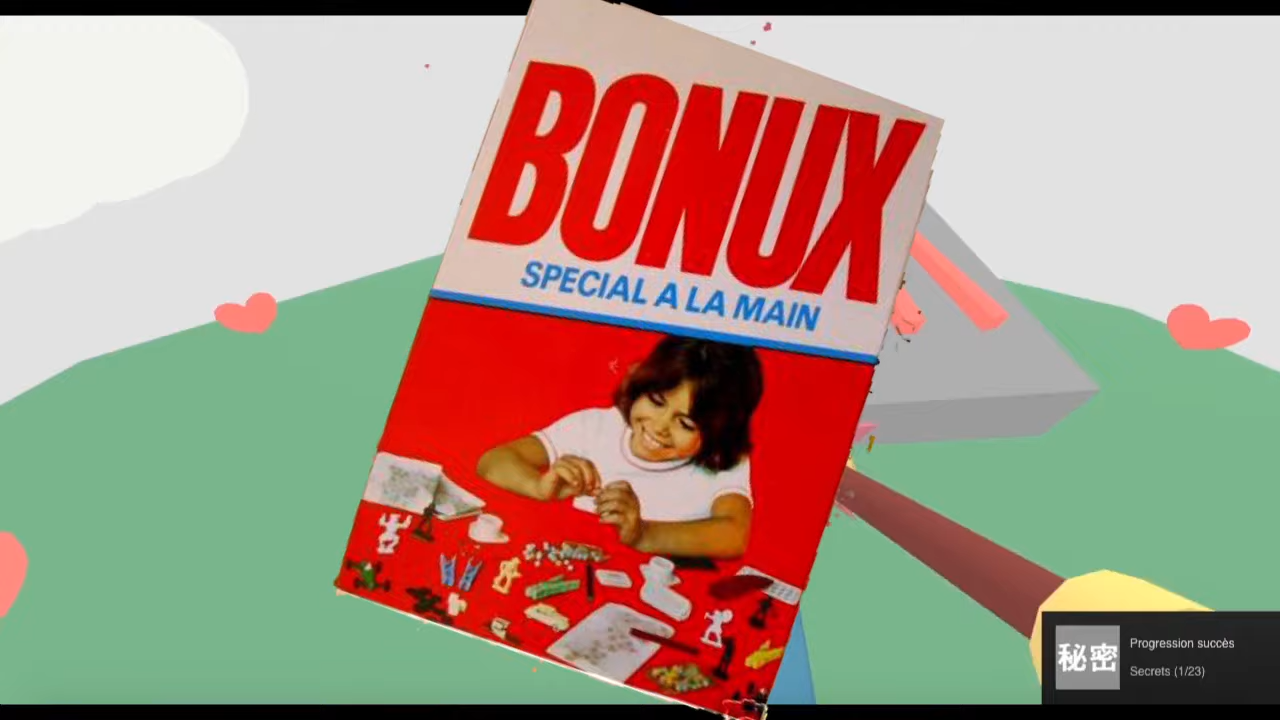 BONUX
SPECIAL A LA MAIN
秘密
Progression succès
Secrets (1/23)